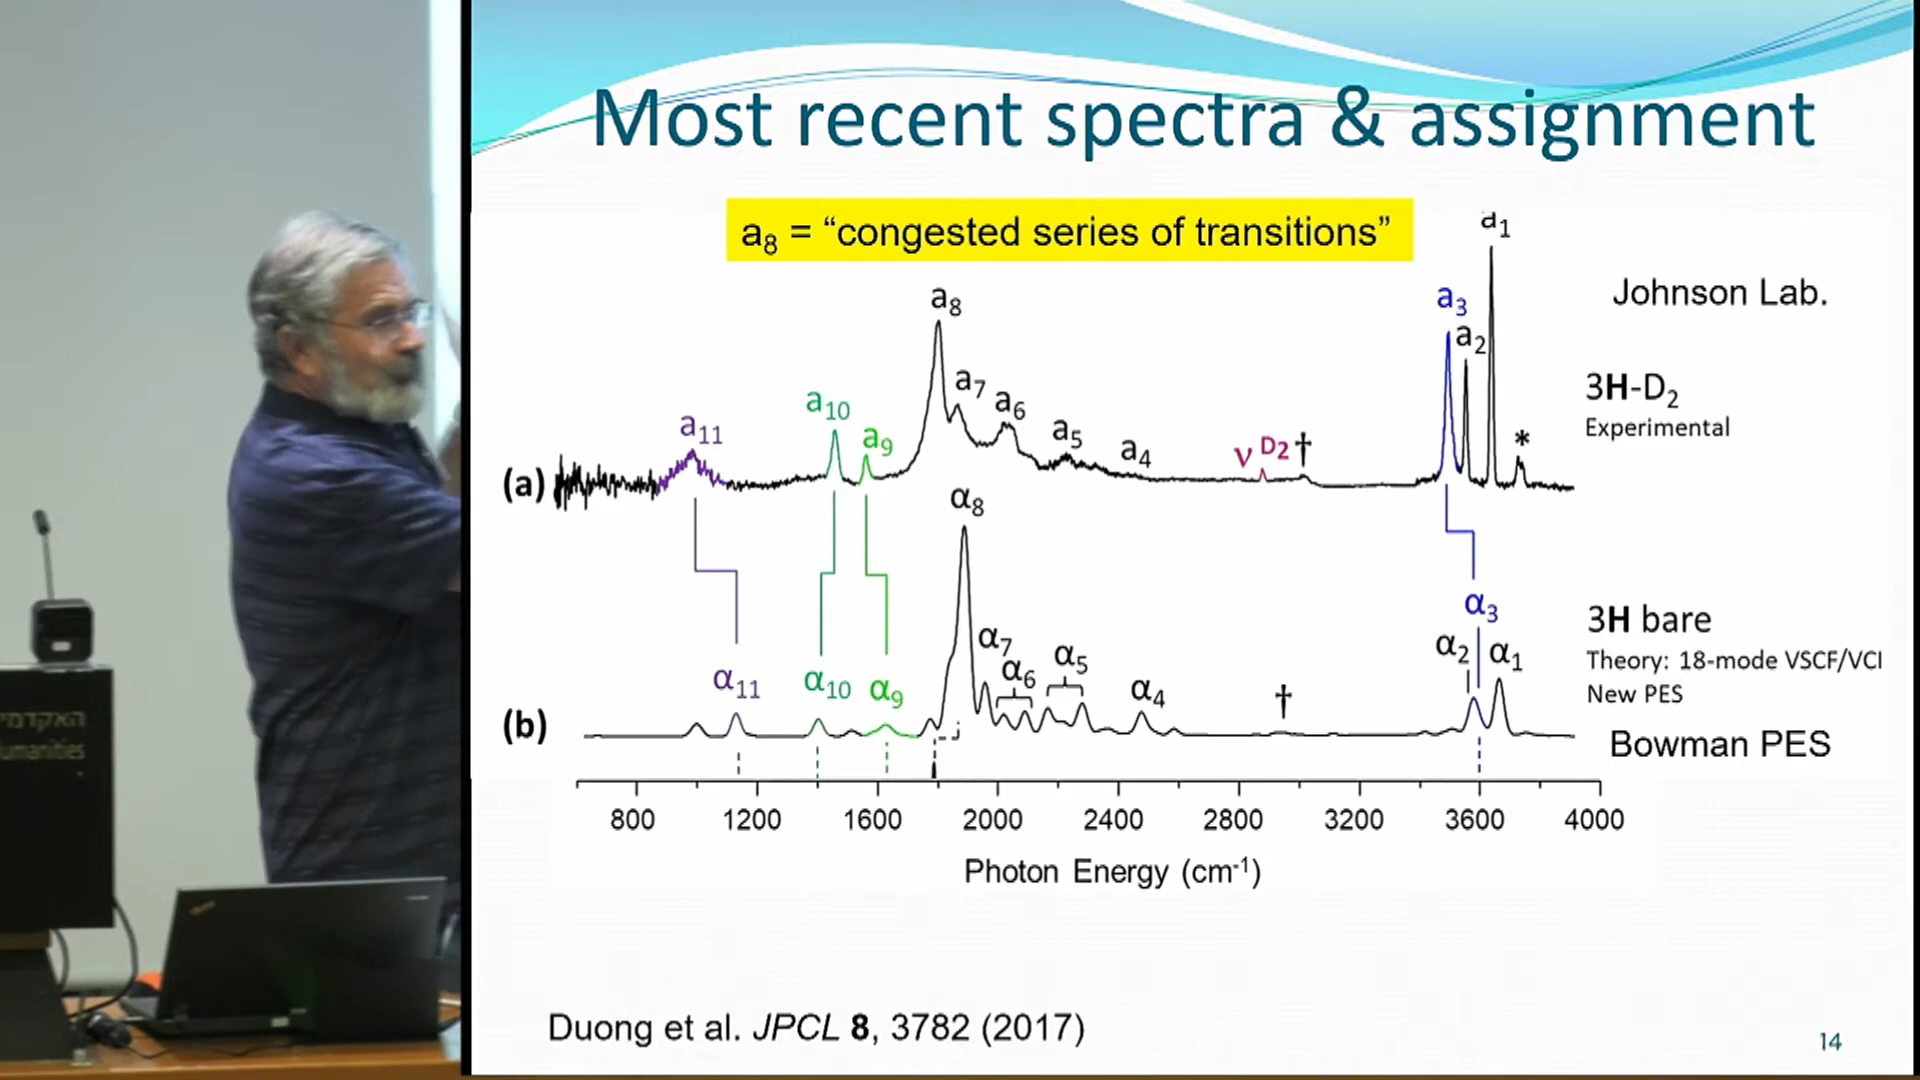 Most recent spectra & assignment
a₈ = “congested series of transitions”
a₁
a₈
a₃
Johnson Lab.
a₂
a₇
a₁₀
a₆
3H-D₂
Experimental
a₁₁
a₉
a₅
a₄
ν D2
†
*
(a)
α₈
α₃
3H bare
Theory: 18-mode VSCF/VCI
New PES
α₇
α₆
α₅
α₂
α₁
α₁₁
α₁₀
α₉
α₄
†
(b)
Bowman PES
800 1200 1600 2000 2400 2800 3200 3600 4000
Photon Energy (cm⁻¹)
Duong et al. JPCL 8, 3782 (2017)
14
האקדמי
umanities